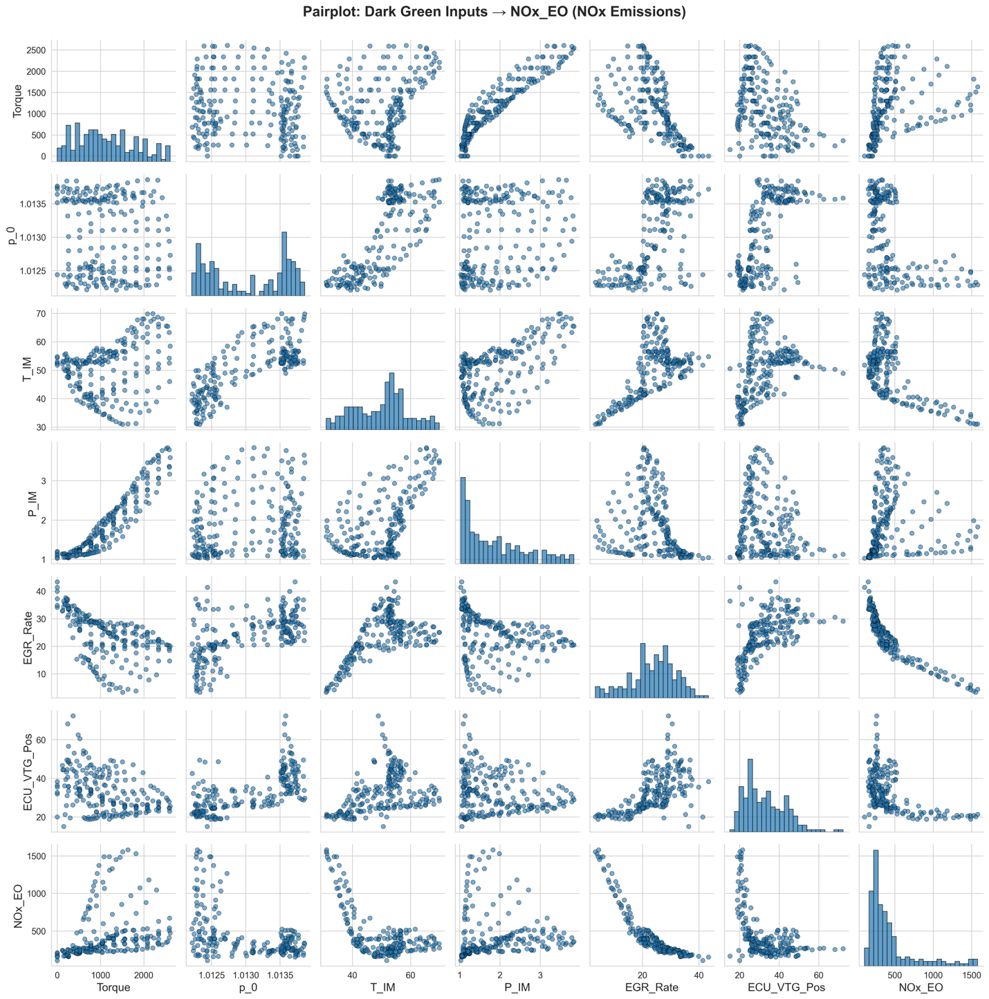 Pairplot: Dark Green Inputs → NOx_EO (NOx Emissions)
2500
2000
1500
1000
500
0
Torque
1.0135
1.0130
1.0125
p_0
70
60
50
40
30
T_IM
3
2
1
P_IM
40
30
20
10
EGR_Rate
60
40
20
ECU_VTG_Pos
1500
1000
500
NOx_EO
0 1000 2000
1.0125 1.0130 1.0135
40 60
1 2 3
20 40
20 40 60
500 1000 1500
Torque p_0 T_IM P_IM EGR_Rate ECU_VTG_Pos NOx_EO